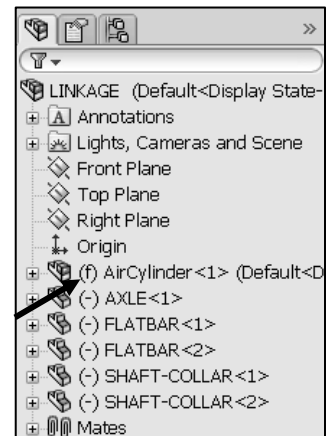 »
LINKAGE (Default<Display State-
A Annotations
Lights, Cameras and Scene
Front Plane
Top Plane
Right Plane
Origin
(f) AirCylinder<1> (Default<D
(-) AXLE<1>
(-) FLATBAR<1>
(-) FLATBAR<2>
(-) SHAFT-COLLAR<1>
(-) SHAFT-COLLAR<2>
Mates